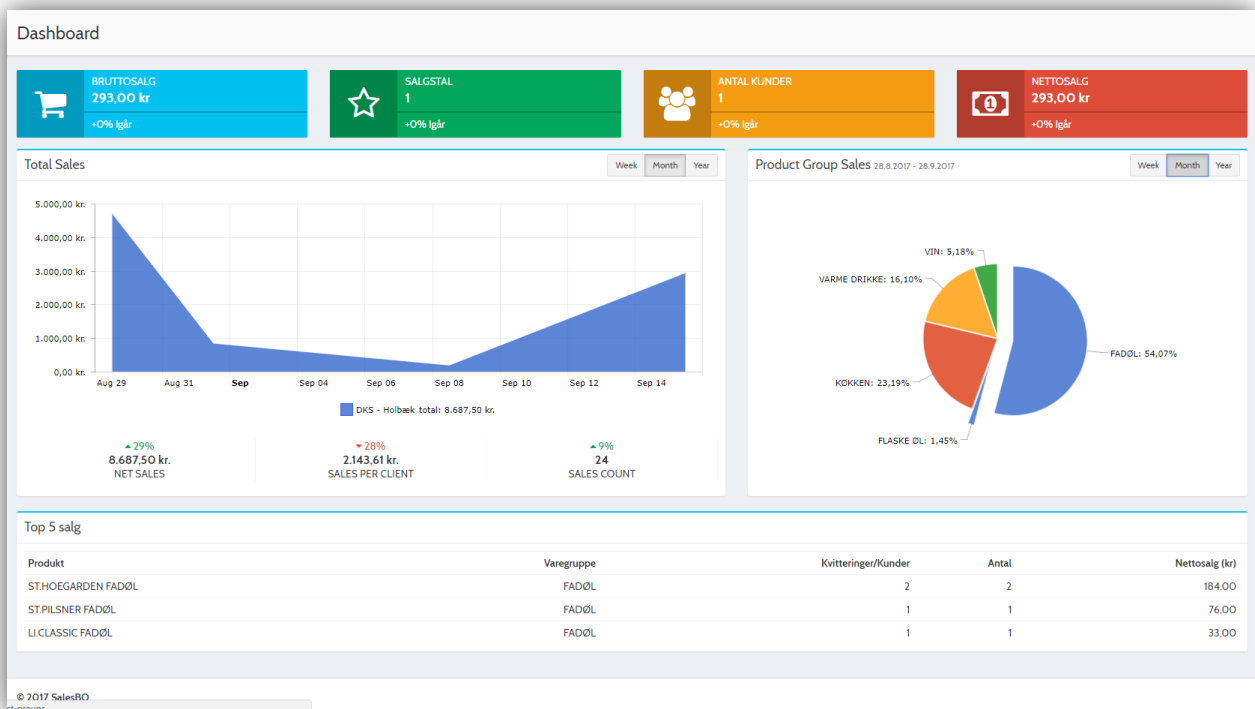 Dashboard
BRUTTOSALG
293,00 kr
+0% Igår
SALGSTAL
1
+0% Igår
ANTAL KUNDER
1
+0% Igår
NETTOSALG
293,00 kr
+0% Igår
Total Sales
Week Month Year
5.000,00 kr.
4.000,00 kr.
3.000,00 kr.
2.000,00 kr.
1.000,00 kr.
0,00 kr.
Aug 29 Aug 31 Sep Sep 04 Sep 06 Sep 08 Sep 10 Sep 12 Sep 14
DKS - Holbæk total: 8.687,50 kr.
29%
8.687,50 kr.
NET SALES
28%
2.143,61 kr.
SALES PER CLIENT
9%
24
SALES COUNT
Product Group Sales 28.8.2017 - 28.9.2017
Week Month Year
VIN: 5,18%
VARME DRIKKE: 16,10%
FADØL: 54,07%
KØKKEN: 23,19%
FLASKE ØL: 1,45%
Top 5 salg
Produkt Varegruppe Kvitteringer/Kunder Antal Nettosalg (kr)
ST.HOEGARDEN FADØL FADØL 2 2 184,00
ST.PILSNER FADØL FADØL 1 1 76,00
LI.CLASSIC FADØL FADØL 1 1 33,00
© 2017 SalesBO